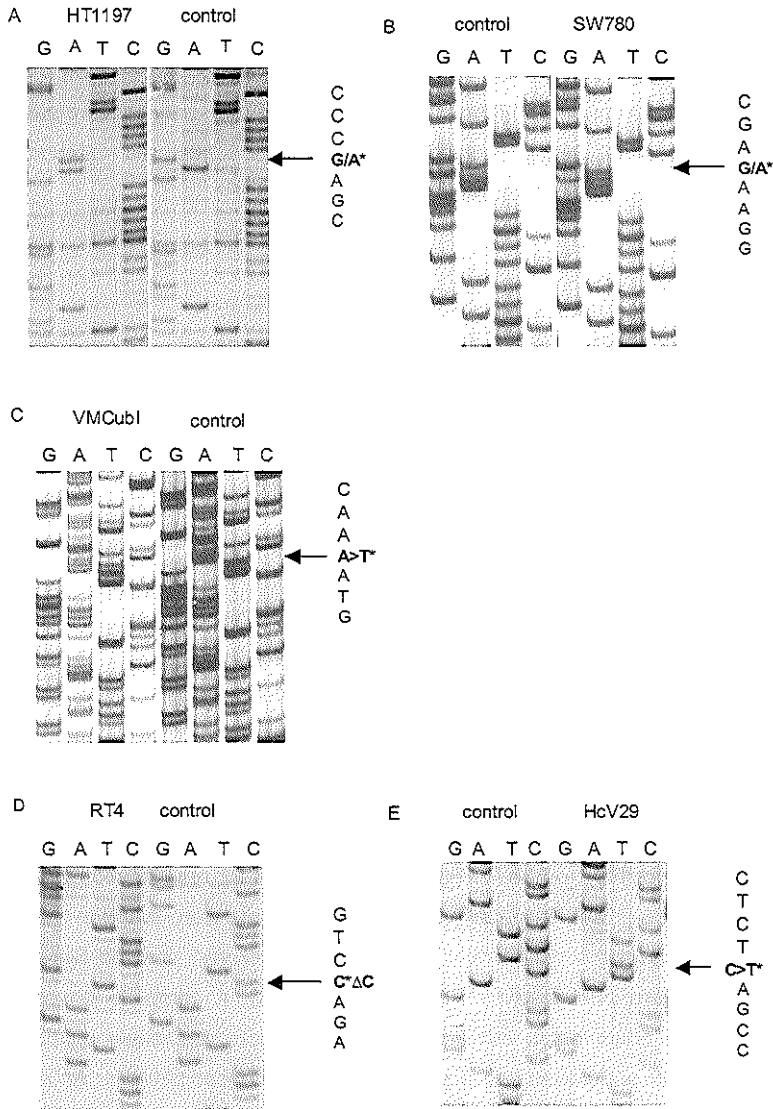 A
HT1197 control
G A T C G A T C
C
C
C
G/A*
A
G
C
B
control SW780
G A T C G A T C
C
G
A
G/A*
A
A
G
G
C
VMCubI control
G A T C G A T C
C
A
A
A>T*
A
T
G
D
RT4 control
G A T C G A T C
G
T
C
C*ΔC
A
G
A
E
control HcV29
G A T C G A T C
C
T
C
T
C>T*
A
G
C
C